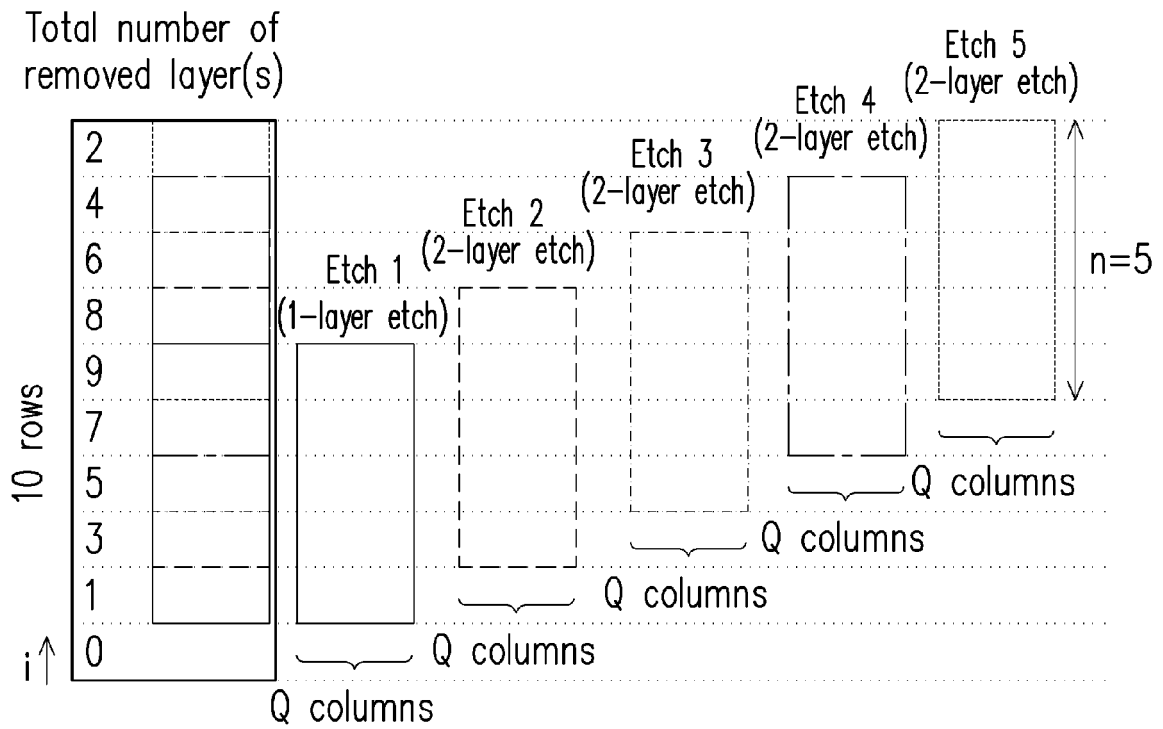 Total number of
removed layer(s)
Etch 5
(2-layer etch)
Etch 4
(2-layer etch)
Etch 3
(2-layer etch)
Etch 2
(2-layer etch)
Etch 1
(1-layer etch)
2
4
6
8
9
7
5
3
1
0
n=5
10 rows
i
Q columns
Q columns
Q columns
Q columns
Q columns